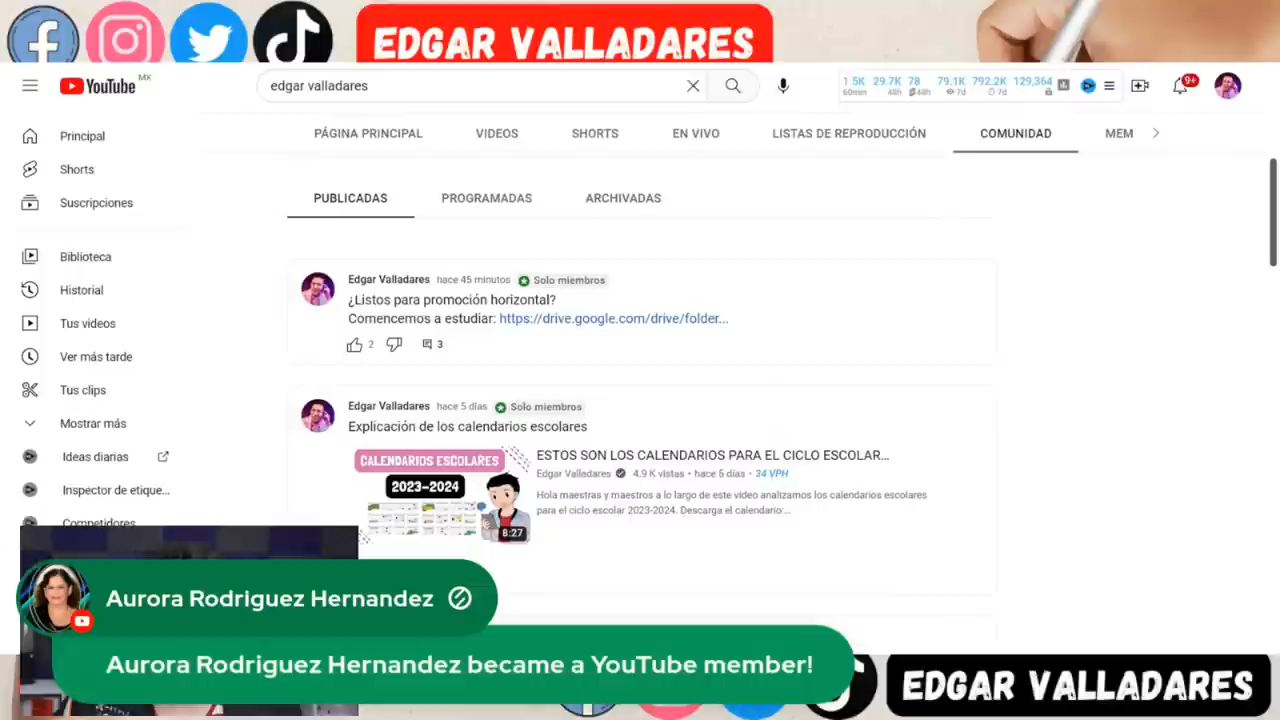 EDGAR VALLADARES
YouTube MX
edgar valladares
1.5K 29.7K 78 79.1K 792.2K 129,364
60min 48h 48h 7d 7d
9+
Principal
Shorts
Suscripciones
Biblioteca
Historial
Tus videos
Ver más tarde
Tus clips
Mostrar más
Ideas diarias
Inspector de etique...
Competidores
PÁGINA PRINCIPAL VIDEOS SHORTS EN VIVO LISTAS DE REPRODUCCIÓN COMUNIDAD MEM
PUBLICADAS PROGRAMADAS ARCHIVADAS
Edgar Valladares hace 45 minutos Solo miembros
¿Listos para promoción horizontal?
Comencemos a estudiar: https://drive.google.com/drive/folder...
2 3
Edgar Valladares hace 5 días Solo miembros
Explicación de los calendarios escolares
CALENDARIOS ESCOLARES
2023-2024
8:27
ESTOS SON LOS CALENDARIOS PARA EL CICLO ESCOLAR...
Edgar Valladares 4.9 K vistas • hace 5 días • 34 VPH
Hola maestras y maestros a lo largo de este video analizamos los calendarios escolares
para el ciclo escolar 2023-2024. Descarga el calendario:...
Aurora Rodriguez Hernandez
Aurora Rodriguez Hernandez became a YouTube member!
EDGAR VALLADARES